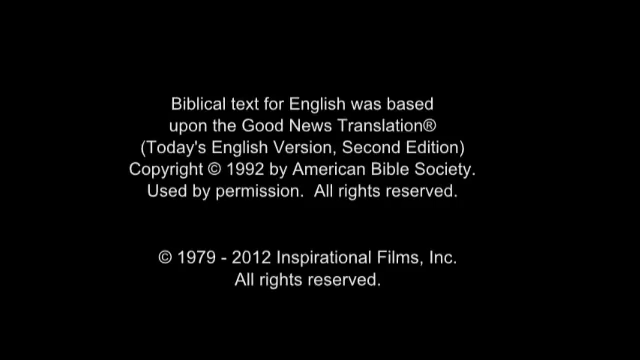 Biblical text for English was based
upon the Good News Translation®
(Today's English Version, Second Edition)
Copyright © 1992 by American Bible Society.
Used by permission.  All rights reserved.
© 1979 - 2012 Inspirational Films, Inc.
All rights reserved.